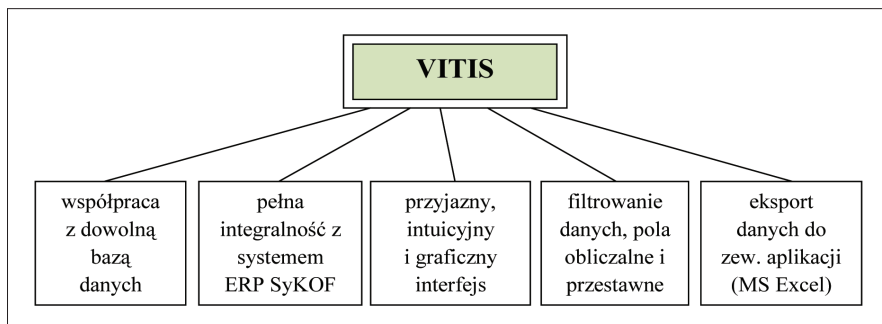 VITIS
współpraca
z dowolną
bazą
danych
pełna
integralność z
systemem
ERP SyKOF
przyjazny,
intuicyjny
i graficzny
interfejs
filtrowanie
danych, pola
obliczalne i
przestawne
eksport
danych do
zew. aplikacji
(MS Excel)